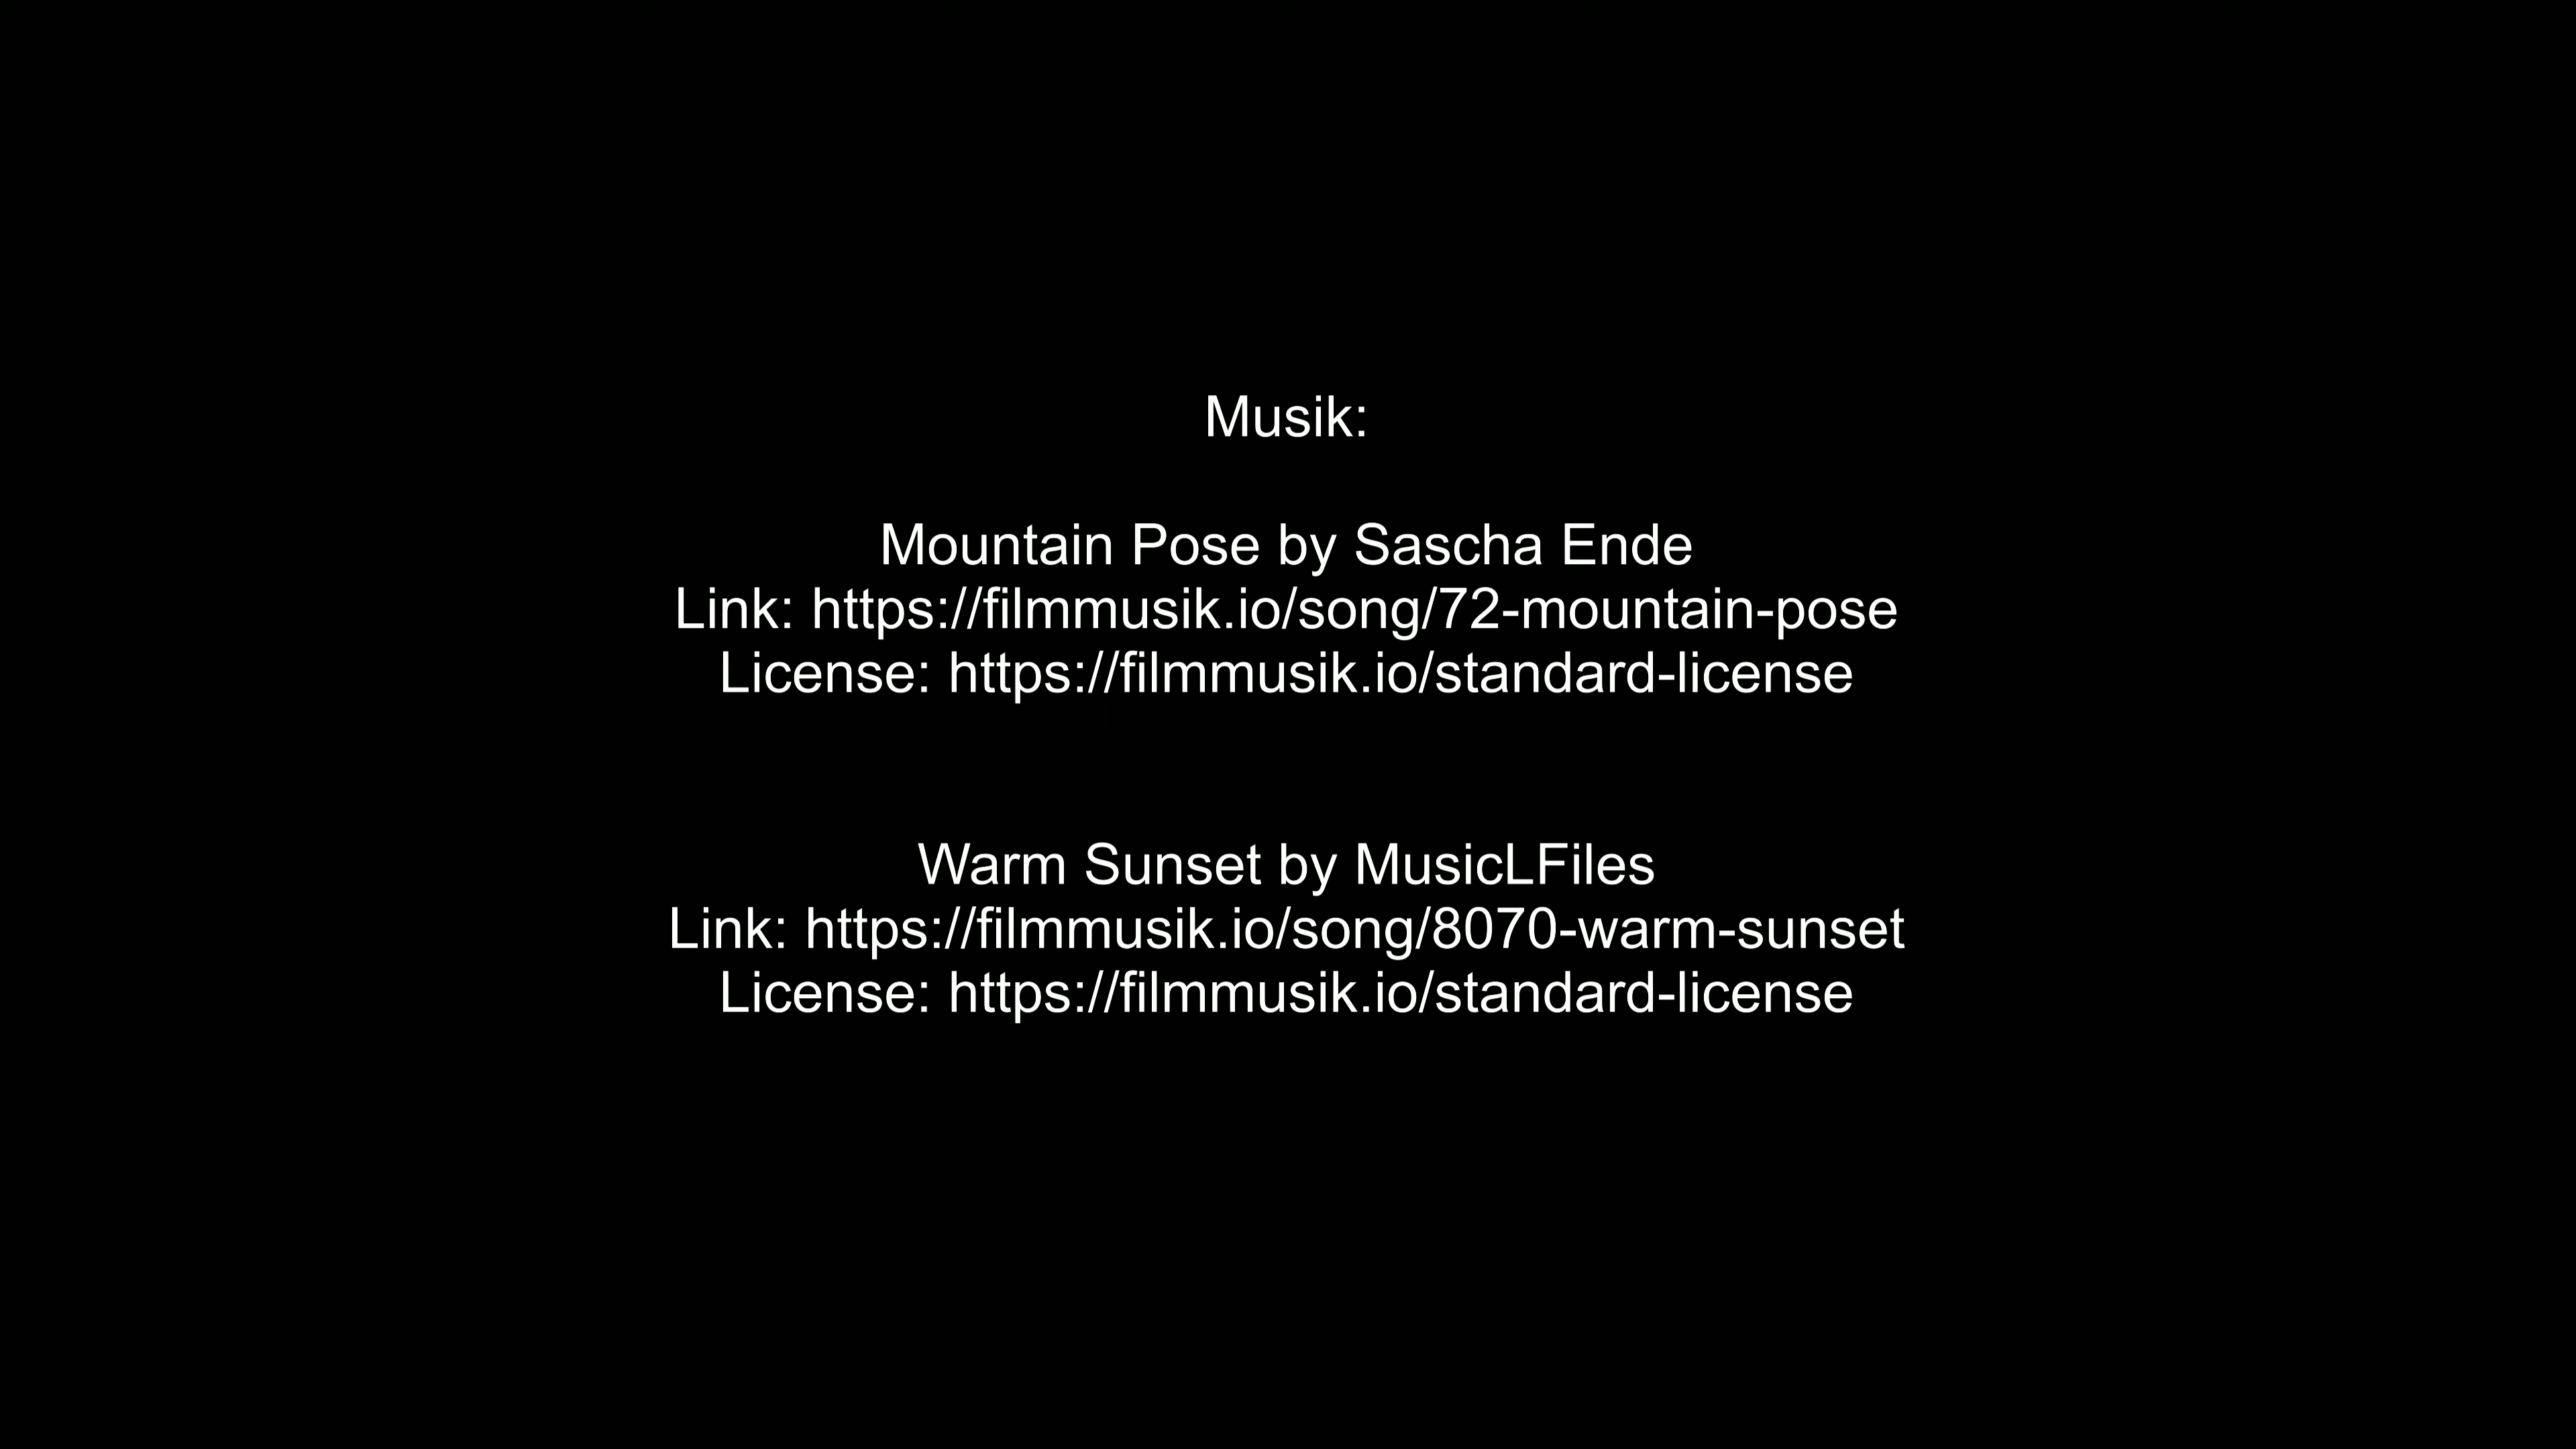 Musik:
Mountain Pose by Sascha Ende
Link: https://filmmusik.io/song/72-mountain-pose
License: https://filmmusik.io/standard-license
Warm Sunset by MusicLFiles
Link: https://filmmusik.io/song/8070-warm-sunset
License: https://filmmusik.io/standard-license